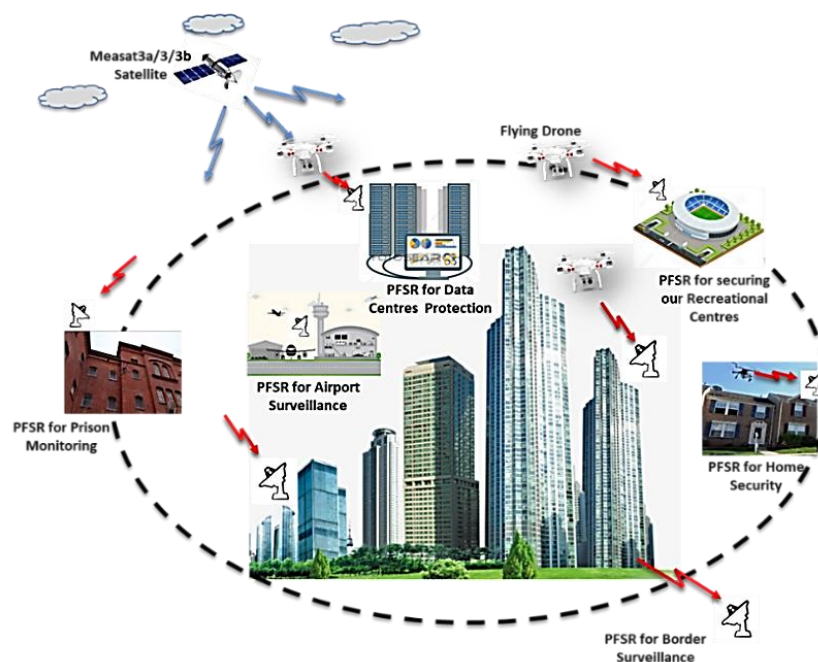 Measat3a/3/3b
Satellite
Flying Drone
PFSR for Data
Centres Protection
PFSR for securing
our Recreational
Centres
PFSR for Airport
Surveillance
PFSR for Prison
Monitoring
PFSR for Home
Security
PFSR for Border
Surveillance